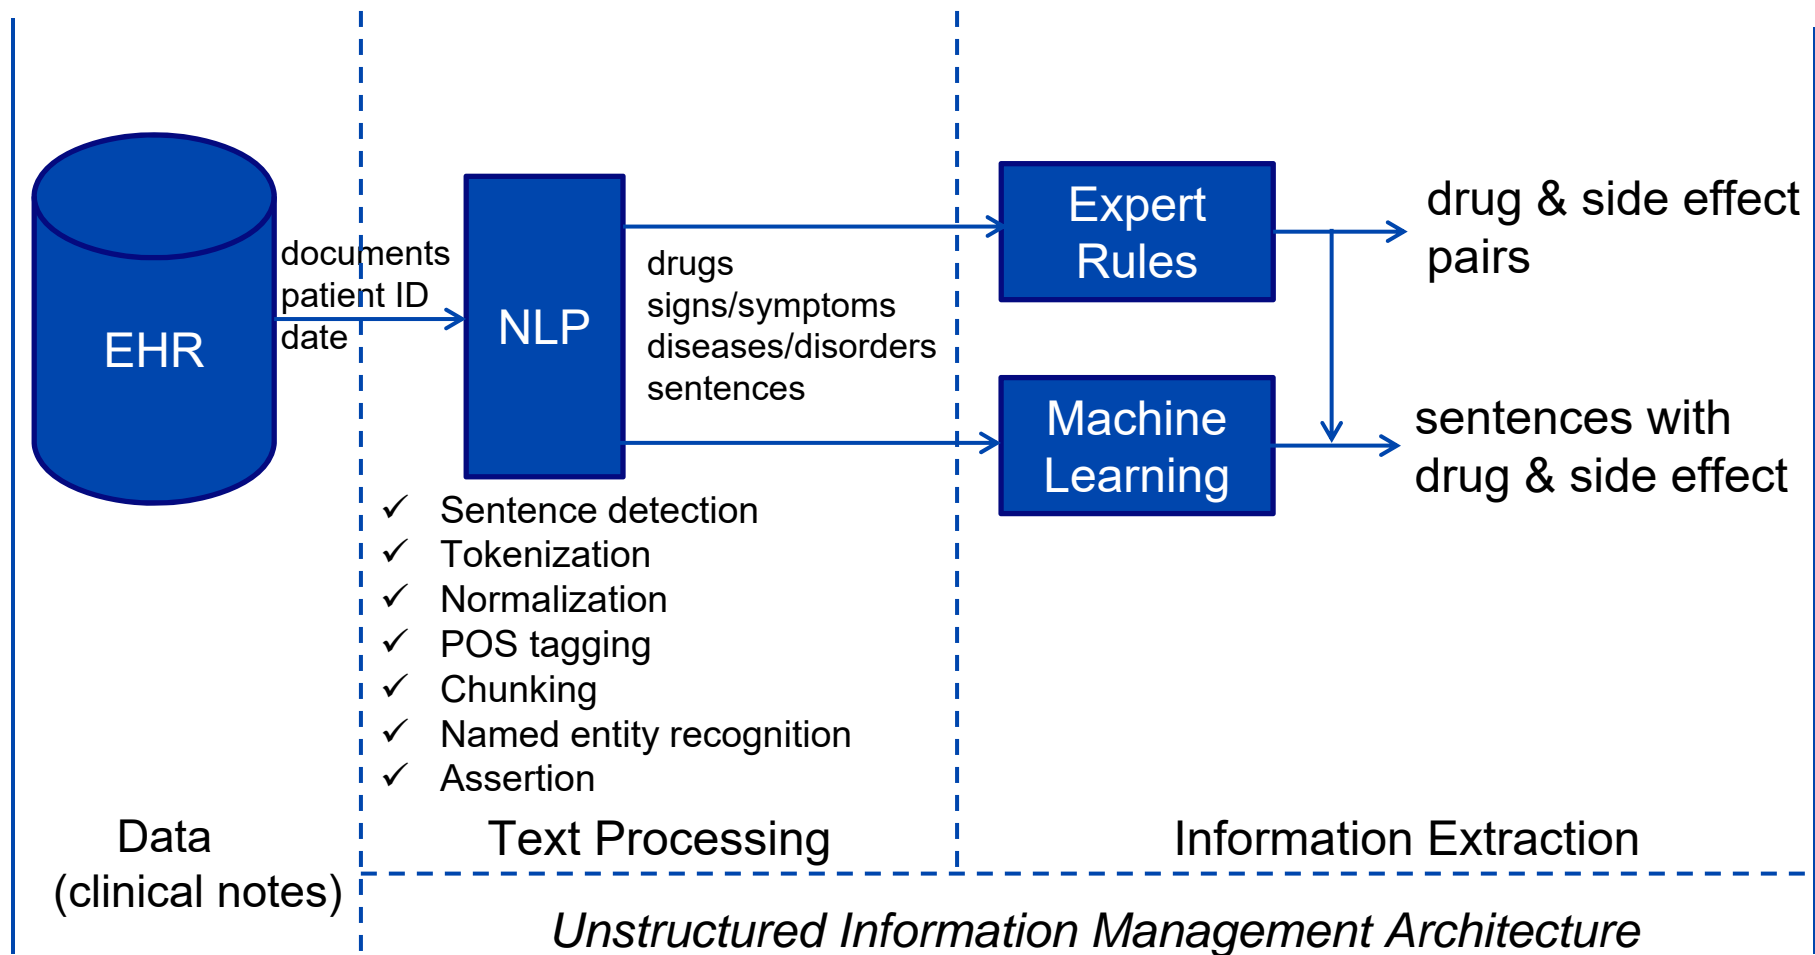 EHR
documents
patient ID
date
NLP
drugs
signs/symptoms
diseases/disorders
sentences
Expert
Rules
drug & side effect
pairs
Machine
Learning
sentences with
drug & side effect
✓ Sentence detection
✓ Tokenization
✓ Normalization
✓ POS tagging
✓ Chunking
✓ Named entity recognition
✓ Assertion
Data
(clinical notes)
Text Processing
Information Extraction
Unstructured Information Management Architecture